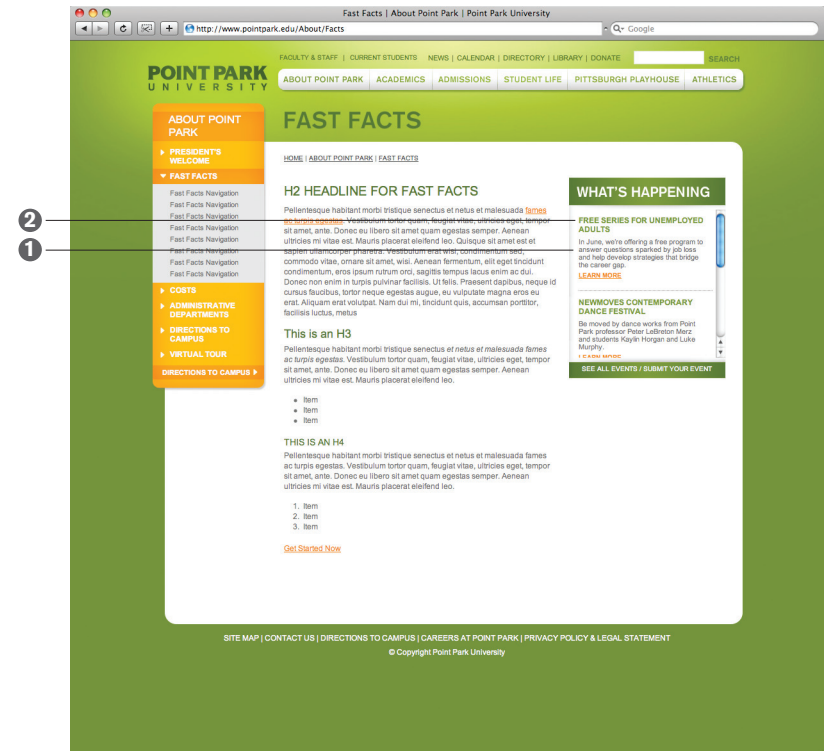 Fast Facts | About Point Park | Point Park University
http://www.pointpark.edu/About/Facts
Google
FACULTY & STAFF | CURRENT STUDENTS NEWS | CALENDAR | DIRECTORY | LIBRARY | DONATE SEARCH
POINT PARK
UNIVERSITY
ABOUT POINT PARK ACADEMICS ADMISSIONS STUDENT LIFE PITTSBURGH PLAYHOUSE ATHLETICS
ABOUT POINT
PARK
PRESIDENT'S
WELCOME
FAST FACTS
Fast Facts Navigation
Fast Facts Navigation
Fast Facts Navigation
Fast Facts Navigation
Fast Facts Navigation
Fast Facts Navigation
Fast Facts Navigation
Fast Facts Navigation
COSTS
ADMINISTRATIVE
DEPARTMENTS
DIRECTIONS TO
CAMPUS
VIRTUAL TOUR
DIRECTIONS TO CAMPUS
2
1
FAST FACTS
HOME | ABOUT POINT PARK | FAST FACTS
H2 HEADLINE FOR FAST FACTS
Pellentesque habitant morbi tristique senectus et netus et malesuada fames
ac turpis egestas. Vestibulum tortor quam, feugiat vitae, ultricies eget, tempor
sit amet, ante. Donec eu libero sit amet quam egestas semper. Aenean
ultricies mi vitae est. Mauris placerat eleifend leo. Quisque sit amet est et
sapien ullamcorper pharetra. Vestibulum erat wisi, condimentum sed,
commodo vitae, ornare sit amet, wisi. Aenean fermentum, elit eget tincidunt
condimentum, eros ipsum rutrum orci, sagittis tempus lacus enim ac dui.
Donec non enim in turpis pulvinar facilisis. Ut felis. Praesent dapibus, neque id
cursus faucibus, tortor neque egestas augue, eu vulputate magna eros eu
erat. Aliquam erat volutpat. Nam dui mi, tincidunt quis, accumsan porttitor,
facilisis luctus, metus
This is an H3
Pellentesque habitant morbi tristique senectus et netus et malesuada fames
ac turpis egestas. Vestibulum tortor quam, feugiat vitae, ultricies eget, tempor
sit amet, ante. Donec eu libero sit amet quam egestas semper. Aenean
ultricies mi vitae est. Mauris placerat eleifend leo.
Item
Item
Item
THIS IS AN H4
Pellentesque habitant morbi tristique senectus et netus et malesuada fames
ac turpis egestas. Vestibulum tortor quam, feugiat vitae, ultricies eget, tempor
sit amet, ante. Donec eu libero sit amet quam egestas semper. Aenean
ultricies mi vitae est. Mauris placerat eleifend leo.
1. Item
2. Item
3. Item
Get Started Now
WHAT'S HAPPENING
FREE SERIES FOR UNEMPLOYED
ADULTS
In June, we're offering a free program to
answer questions sparked by job loss
and help develop strategies that bridge
the career gap.
LEARN MORE
NEWMOVES CONTEMPORARY
DANCE FESTIVAL
Be moved by dance works from Point
Park professor Peter LeBreton Merz
and students Kaylin Horgan and Luke
Murphy.
LEARN MORE
SEE ALL EVENTS / SUBMIT YOUR EVENT
SITE MAP | CONTACT US | DIRECTIONS TO CAMPUS | CAREERS AT POINT PARK | PRIVACY POLICY & LEGAL STATEMENT
© Copyright Point Park University